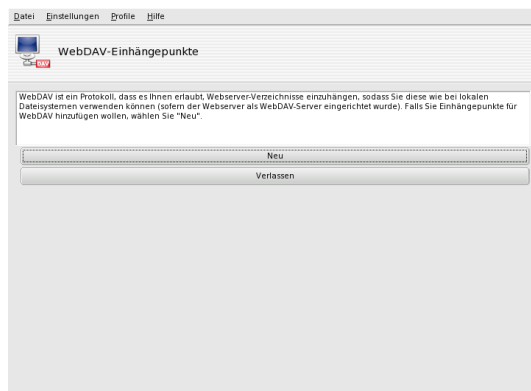 Datei Einstellungen Profile Hilfe
WebDAV-Einhängepunkte
DAV
WebDAV ist ein Protokoll, dass es Ihnen erlaubt, Webserver-Verzeichnisse einzuhängen, sodass Sie diese wie bei lokalen
Dateisystemen verwenden können (sofern der Webserver als WebDAV-Server eingerichtet wurde). Falls Sie Einhängepunkte für
WebDAV hinzufügen wollen, wählen Sie "Neu".
Neu
Verlassen